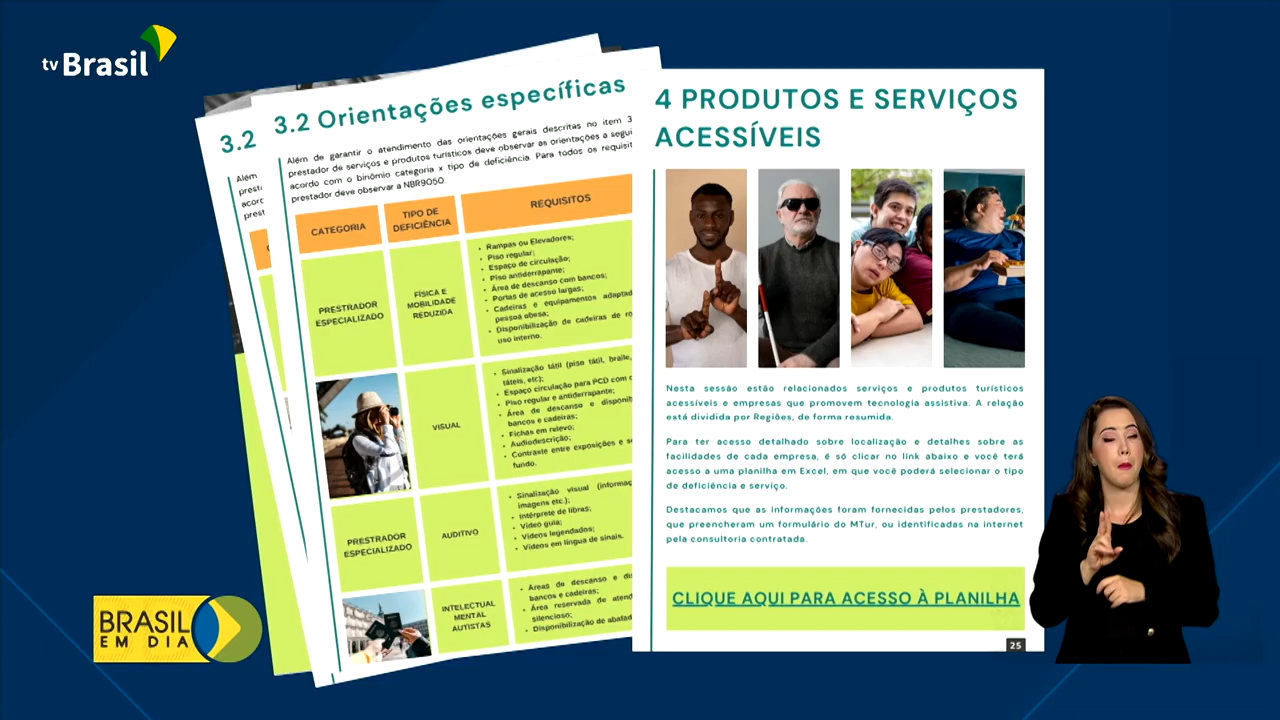 tv Brasil
3.2
Além
3.2 Orientações específicas
Além de garantir o atendimento das orientações gerais descritas no item 3
prestador de serviços e produtos turísticos deve observar as orientações a segui
acordo com o binômio categoria x tipo de deficiência. Para todos os requisit
prestador deve observar a NBR9050.
CATEGORIA
TIPO DE
DEFICIÊNCIA
REQUISITOS
PRESTRADOR
ESPECIALIZADO
FÍSICA E
MOBILIDADE
REDUZIDA
• Rampas ou Elevadores;
• Piso regular;
• Espaço de circulação;
• Piso antiderrapante;
• Área de descanso com bancos;
• Portas de acesso largas;
• Cadeiras e equipamentos adaptad
pessoa obesa;
• Disponibilização de cadeiras de ro
uso interno.
VISUAL
• Sinalização tátil (piso tátil, braile,
táteis, etc);
• Espaço circulação para PCD com c
• Piso regular e antiderrapante;
• Área de descanso e disponib
bancos e cadeiras;
• Fichas em relevo;
• Audiodescrição;
• Contraste entre exposições e s
fundo.
PRESTRADOR
ESPECIALIZADO
AUDITIVO
• Sinalização visual (informaç
imagens etc.);
• Intérprete de libras;
• Vídeo guia;
• Vídeos legendados;
• Vídeos em língua de sinais.
INTELECTUAL
MENTAL
AUTISTAS
• Áreas de descanso e dis
bancos e cadeiras;
• Área reservada de atend
silencioso;
• Disponibilização de abafad
4 PRODUTOS E SERVIÇOS
ACESSÍVEIS
Nesta sessão estão relacionados serviços e produtos turísticos
acessíveis e empresas que promovem tecnologia assistiva. A relação
está dividida por Regiões, de forma resumida.
Para ter acesso detalhado sobre localização e detalhes sobre as
facilidades de cada empresa, é só clicar no link abaixo e você terá
acesso a uma planilha em Excel, em que você poderá selecionar o tipo
de deficiência e serviço.
Destacamos que as informações foram fornecidas pelos prestadores,
que preencheram um formulário do MTur, ou identificadas na internet
pela consultoria contratada.
CLIQUE AQUI PARA ACESSO À PLANILHA
25
BRASIL
EM DIA